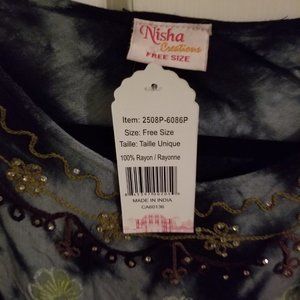 Nisha
Creations
FREE SIZE
Item: 2508P-6086P
Size: Free Size
Taille: Taille Unique
100% Rayon / Rayonne
MADE IN INDIA
CA60136